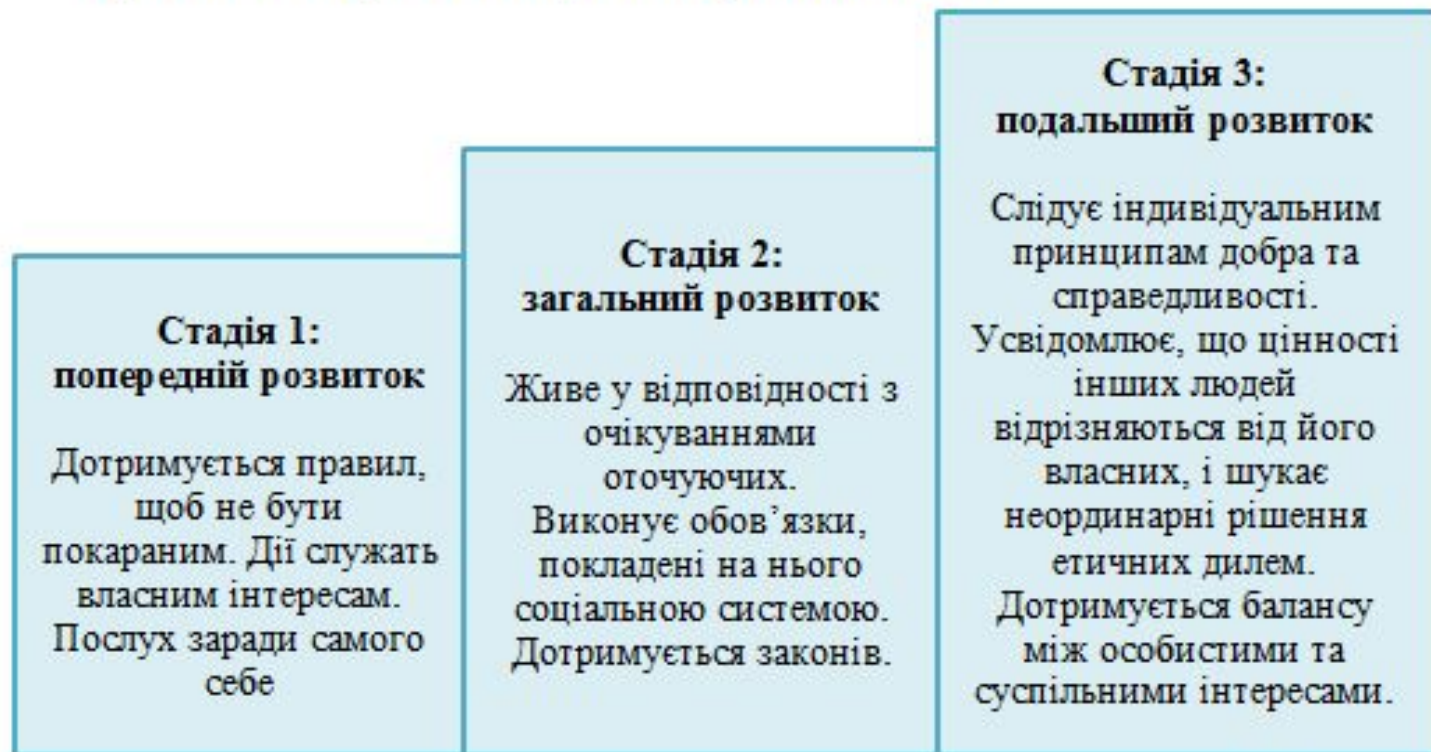 Стадія 1:
попередній розвиток
Дотримується правил,
щоб не бути
покараним. Дії служать
власним інтересам.
Послух заради самого
себе
Стадія 2:
загальний розвиток
Живе у відповідності з
очікуваннями
оточуючих.
Виконує обов’язки,
покладені на нього
соціальною системою.
Дотримується законів.
Стадія 3:
подальший розвиток
Слідує індивідуальним
принципам добра та
справедливості.
Усвідомлює, що цінності
інших людей
відрізняються від його
власних, і шукає
неординарні рішення
етичних дилем.
Дотримується балансу
між особистими та
суспільними інтересами.